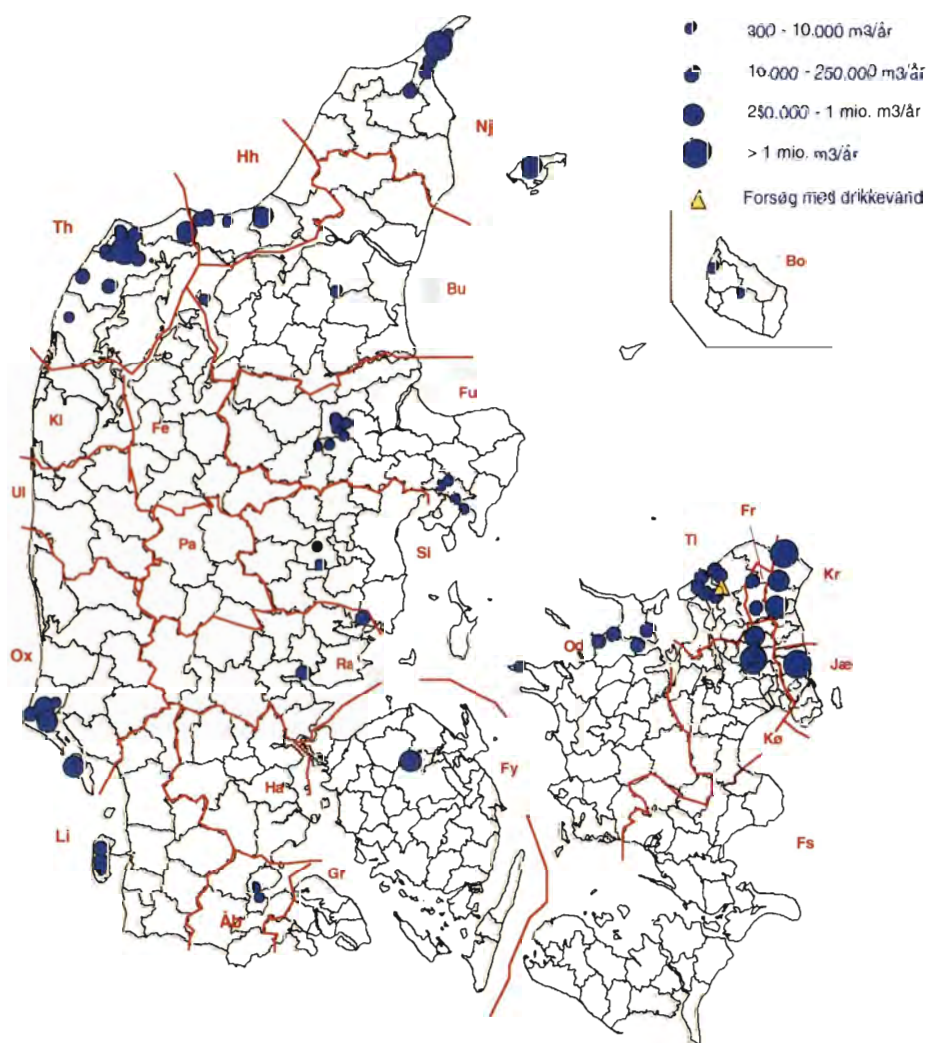 300 - 10.000 m3/år
10.000 - 250.000 m3/år
250.000 - 1 mio. m3/år
> 1 mio. m3/år
Forsøg med drikkevand
Nj
Hh
Th
Bo
Bu
Fu
Kl
Fe
Ul
Fr
Pa
Sl
Tl
Kr
Od
Ox
Ra
Jæ
Kø
Ha
Fy
Li
Fs
Gr
Åb